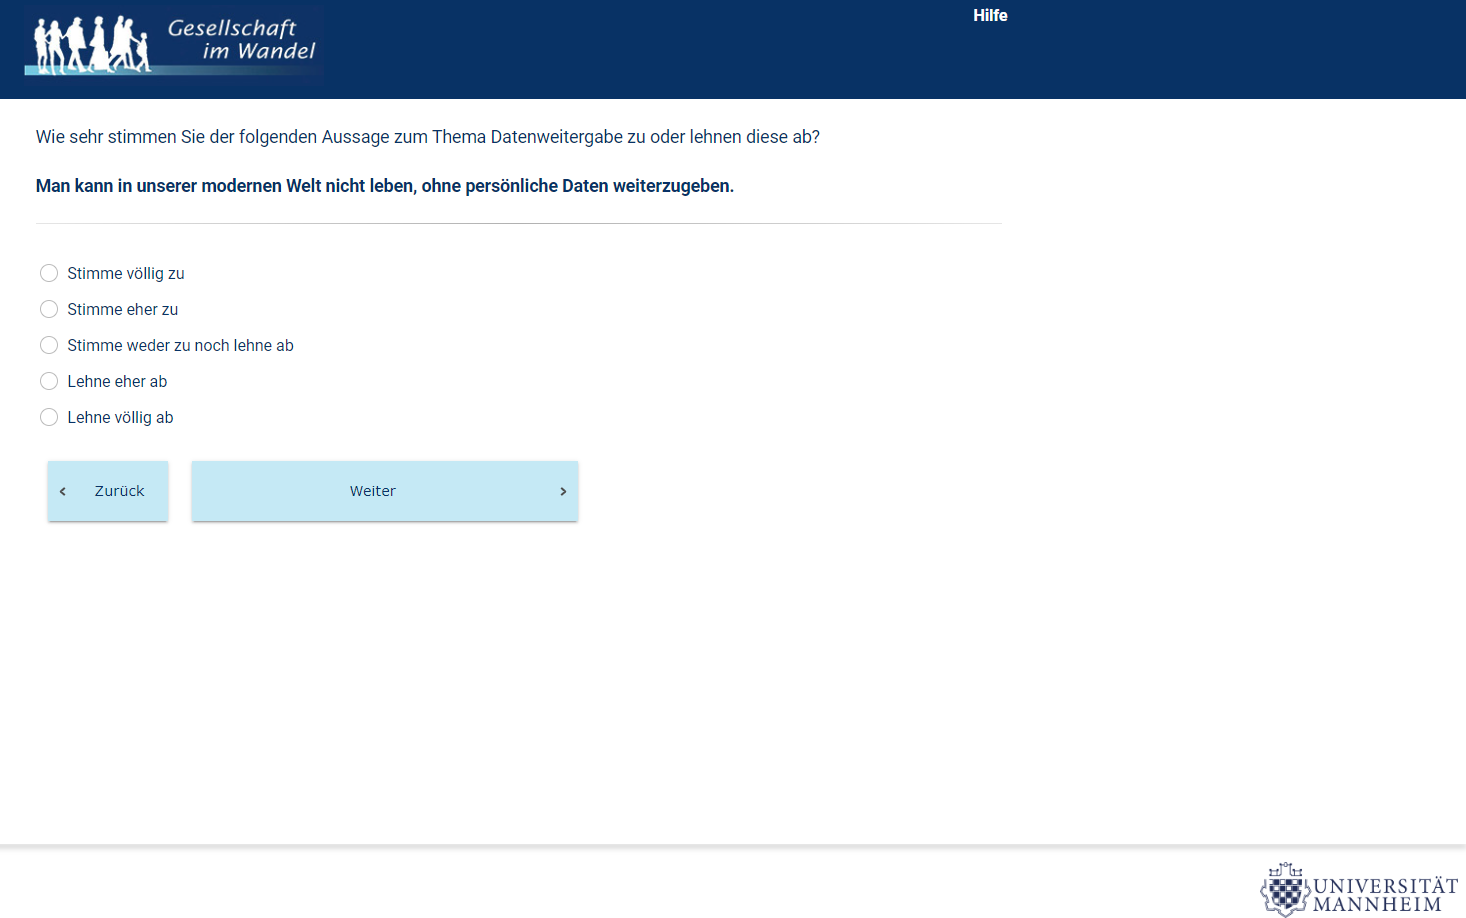 Gesellschaft
im Wandel
Hilfe
Wie sehr stimmen Sie der folgenden Aussage zum Thema Datenweitergabe zu oder lehnen diese ab?
Man kann in unserer modernen Welt nicht leben, ohne persönliche Daten weiterzugeben.
Stimme völlig zu
Stimme eher zu
Stimme weder zu noch lehne ab
Lehne eher ab
Lehne völlig ab
Zurück
Weiter
UNIVERSITÄT
MANNHEIM